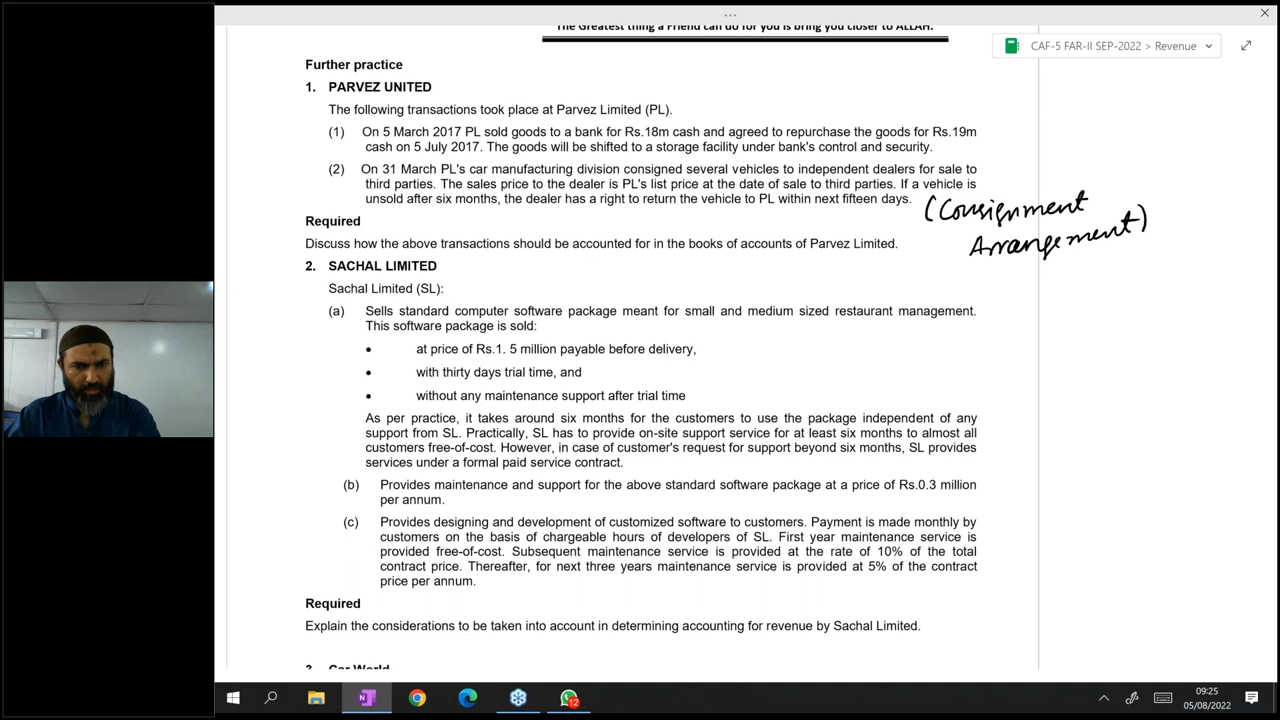 The Greatest thing a Friend can do for you is bring you closer to ALLAH.
CAF-5 FAR-II SEP-2022 > Revenue
Further practice
1. PARVEZ UNITED
The following transactions took place at Parvez Limited (PL).
(1) On 5 March 2017 PL sold goods to a bank for Rs.18m cash and agreed to repurchase the goods for Rs.19m
cash on 5 July 2017. The goods will be shifted to a storage facility under bank's control and security.
(2) On 31 March PL's car manufacturing division consigned several vehicles to independent dealers for sale to
third parties. The sales price to the dealer is PL's list price at the date of sale to third parties. If a vehicle is
unsold after six months, the dealer has a right to return the vehicle to PL within next fifteen days.
(Consignment
Arrangement)
Required
Discuss how the above transactions should be accounted for in the books of accounts of Parvez Limited.
2. SACHAL LIMITED
Sachal Limited (SL):
(a) Sells standard computer software package meant for small and medium sized restaurant management.
This software package is sold:
• at price of Rs.1. 5 million payable before delivery,
• with thirty days trial time, and
• without any maintenance support after trial time
As per practice, it takes around six months for the customers to use the package independent of any
support from SL. Practically, SL has to provide on-site support service for at least six months to almost all
customers free-of-cost. However, in case of customer's request for support beyond six months, SL provides
services under a formal paid service contract.
(b) Provides maintenance and support for the above standard software package at a price of Rs.0.3 million
per annum.
(c) Provides designing and development of customized software to customers. Payment is made monthly by
customers on the basis of chargeable hours of developers of SL. First year maintenance service is
provided free-of-cost. Subsequent maintenance service is provided at the rate of 10% of the total
contract price. Thereafter, for next three years maintenance service is provided at 5% of the contract
price per annum.
Required
Explain the considerations to be taken into account in determining accounting for revenue by Sachal Limited.
3. Car World
12
09:25
05/08/2022